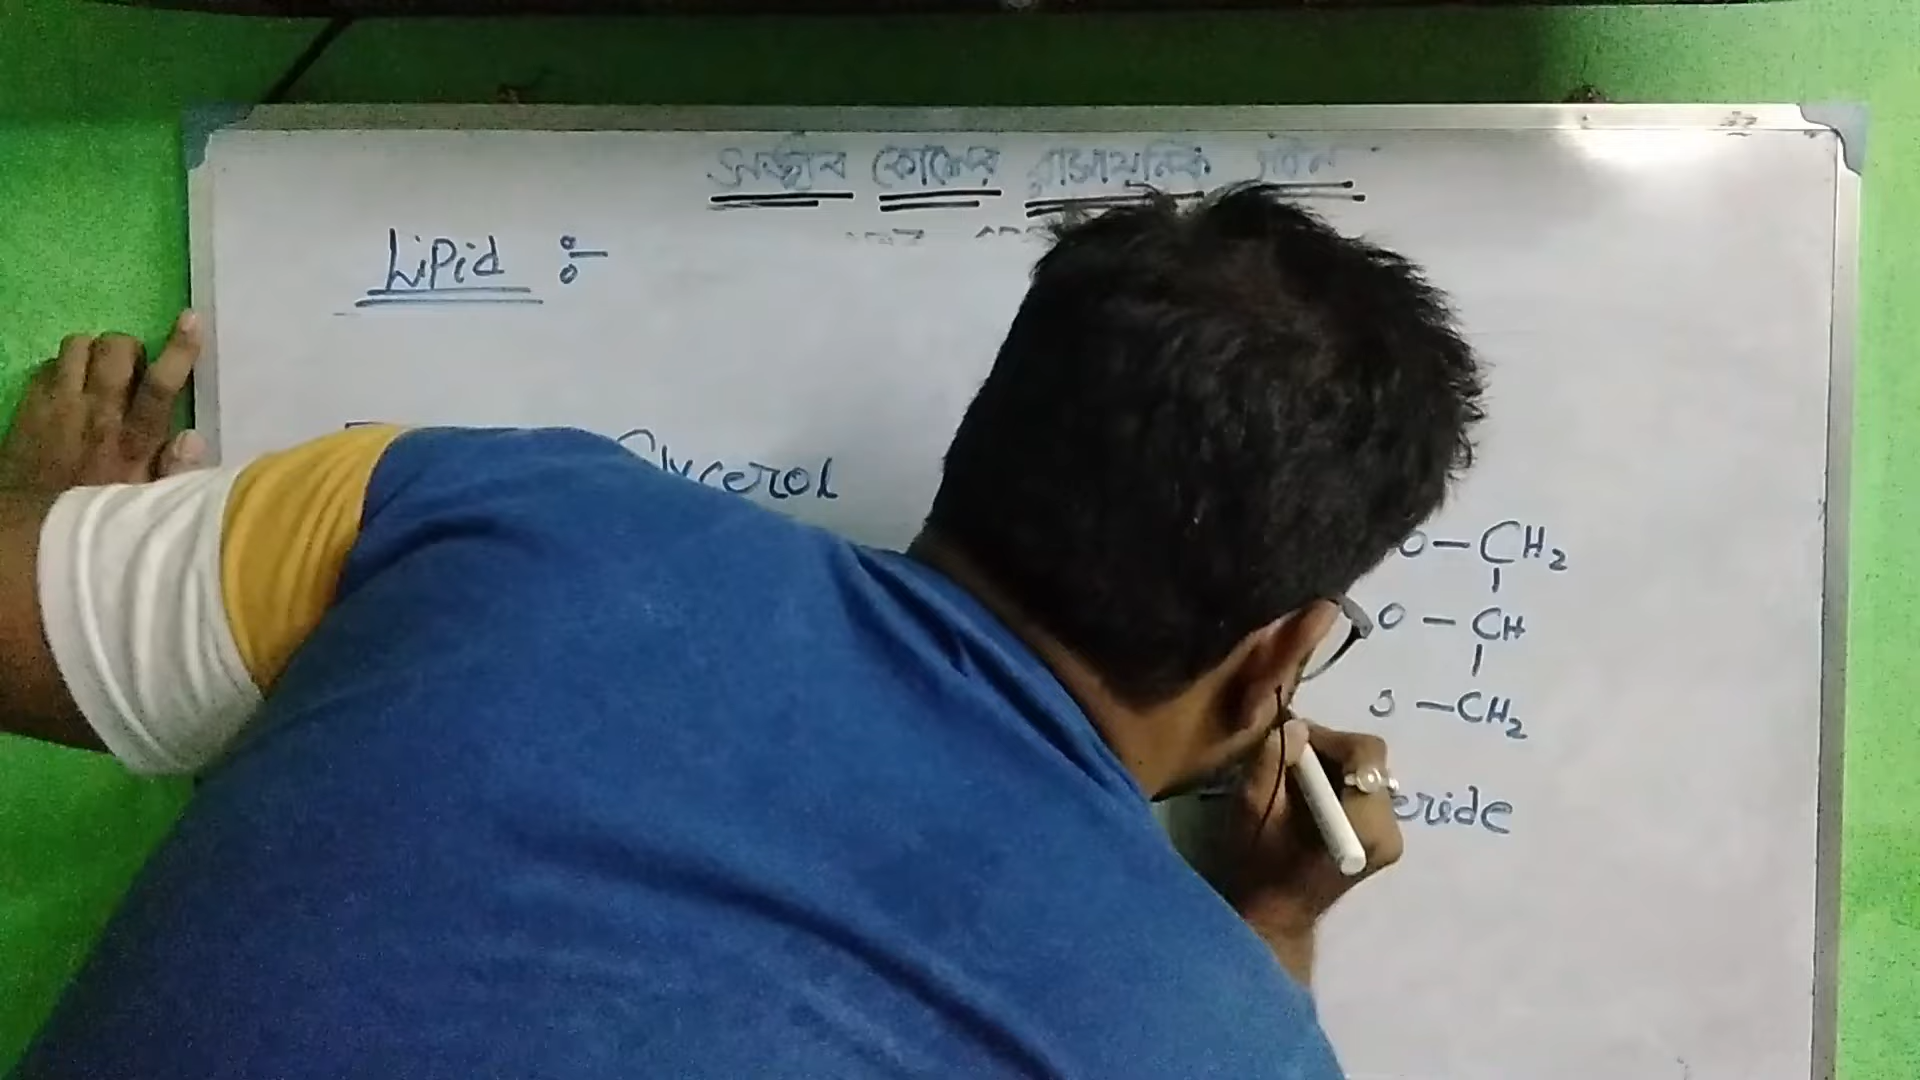 সজীব কোষের রাসায়নিক গঠন
Lipid :-
Glycerol
O — CH₂
O — CH
— CH₂
eride